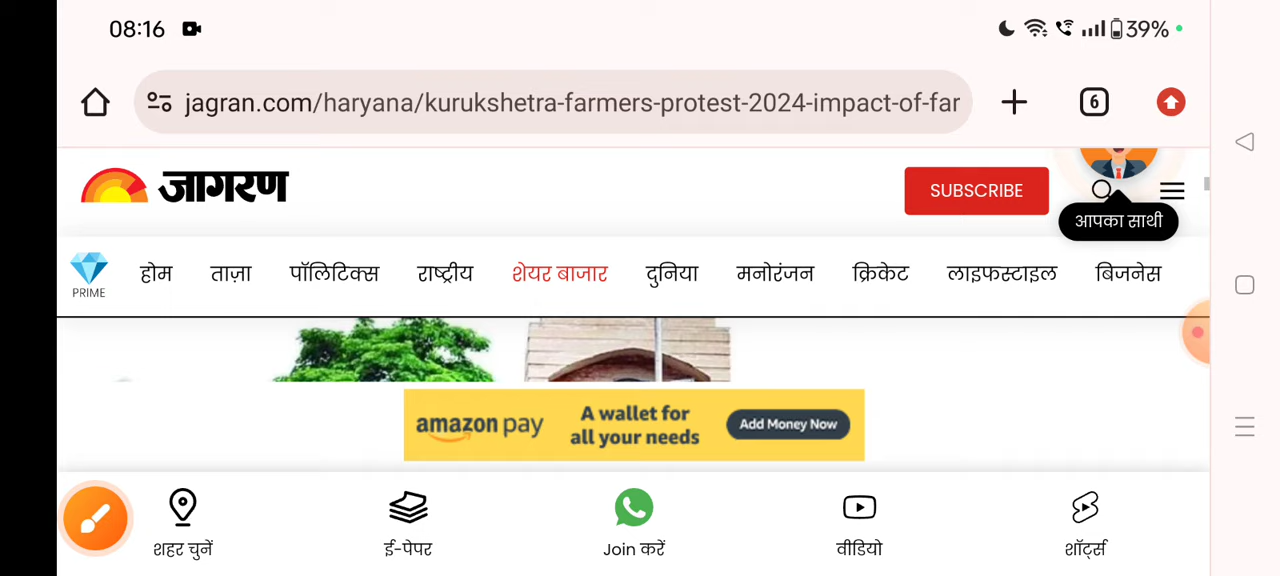 08:16 39%
jagran.com/haryana/kurukshetra-farmers-protest-2024-impact-of-far 6
जागरण SUBSCRIBE
आपका साथी
PRIME होम ताज़ा पॉलिटिक्स राष्ट्रीय शेयर बाजार दुनिया मनोरंजन क्रिकेट लाइफस्टाइल बिजनेस
amazon pay A wallet for all your needs Add Money Now
शहर चुनें ई-पेपर Join करें वीडियो शॉर्ट्स